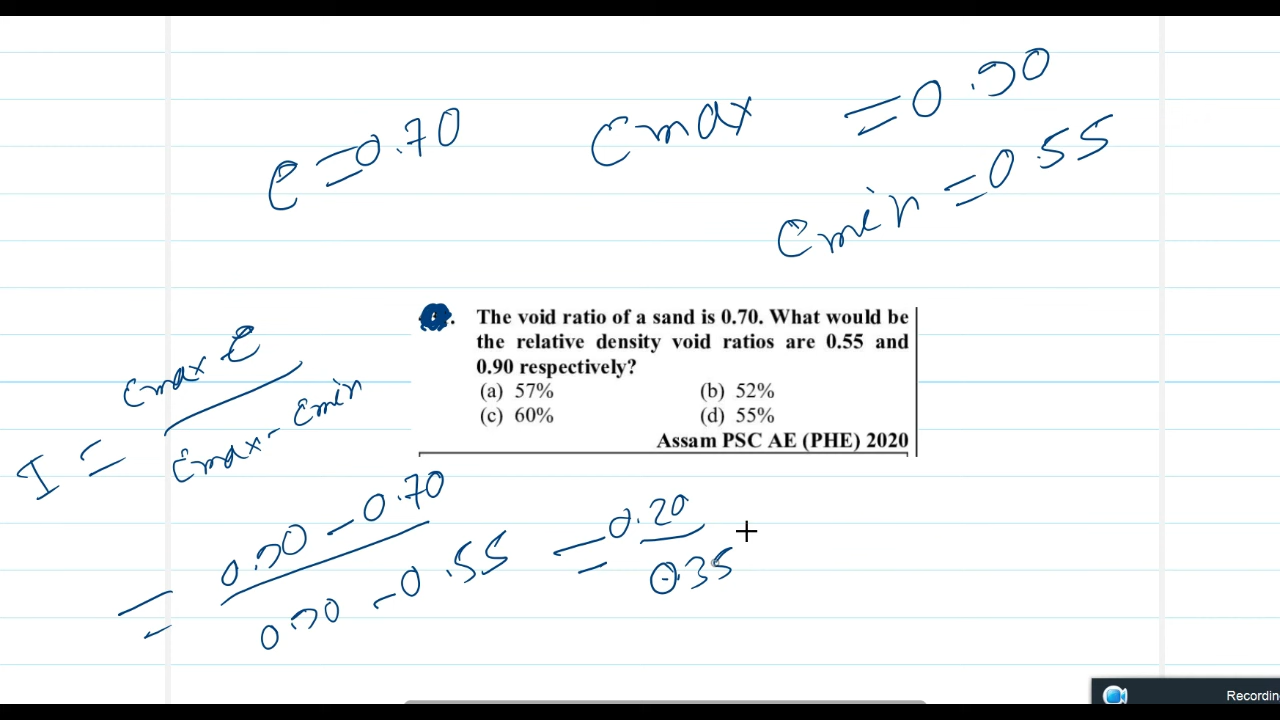 e = 0.70
emax = 0.90
emin = 0.55
6. The void ratio of a sand is 0.70. What would be
the relative density void ratios are 0.55 and
0.90 respectively?
(a) 57% (b) 52%
(c) 60% (d) 55%
Assam PSC AE (PHE) 2020
I = emax e
emax - emin
= 0.90 - 0.70
0.90 - 0.55
= 0.20
0.35
Recordin